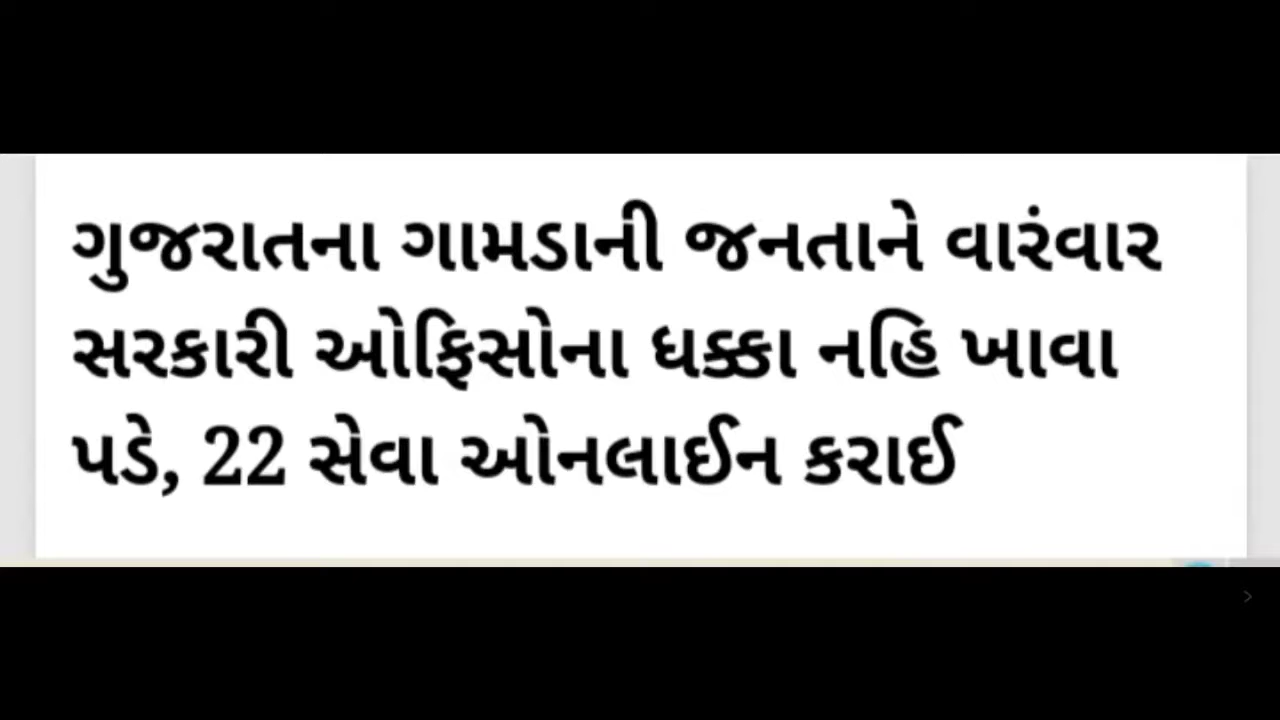 ગુજરાતના ગામડાની જનતાને વારંવાર
સરકારી ઓફિસોના ધક્કા નહિ ખાવા
પડે, 22 સેવા ઓનલાઈન કરાઈ